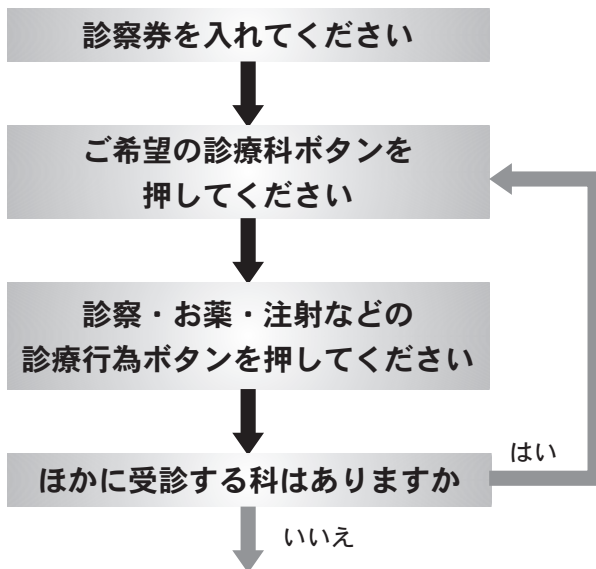 診察券を入れてください
ご希望の診療科ボタンを
押してください
診察・お薬・注射などの
診療行為ボタンを押してください
ほかに受診する科はありますか
はい
いいえ